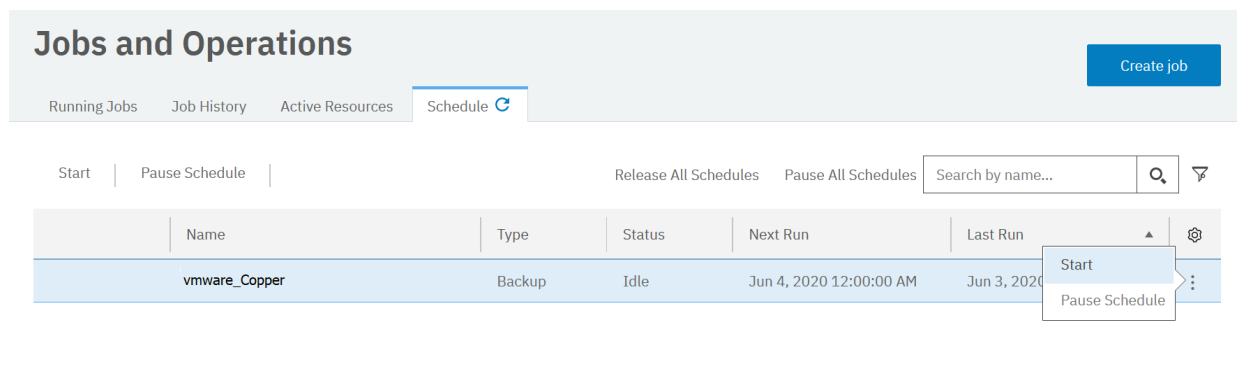 Jobs and Operations
Create job
Running Jobs Job History Active Resources Schedule
Start Pause Schedule Release All Schedules Pause All Schedules Search by name...
Name Type Status Next Run Last Run
vmware_Copper Backup Idle Jun 4, 2020 12:00:00 AM Jun 3, 2020
Start
Pause Schedule